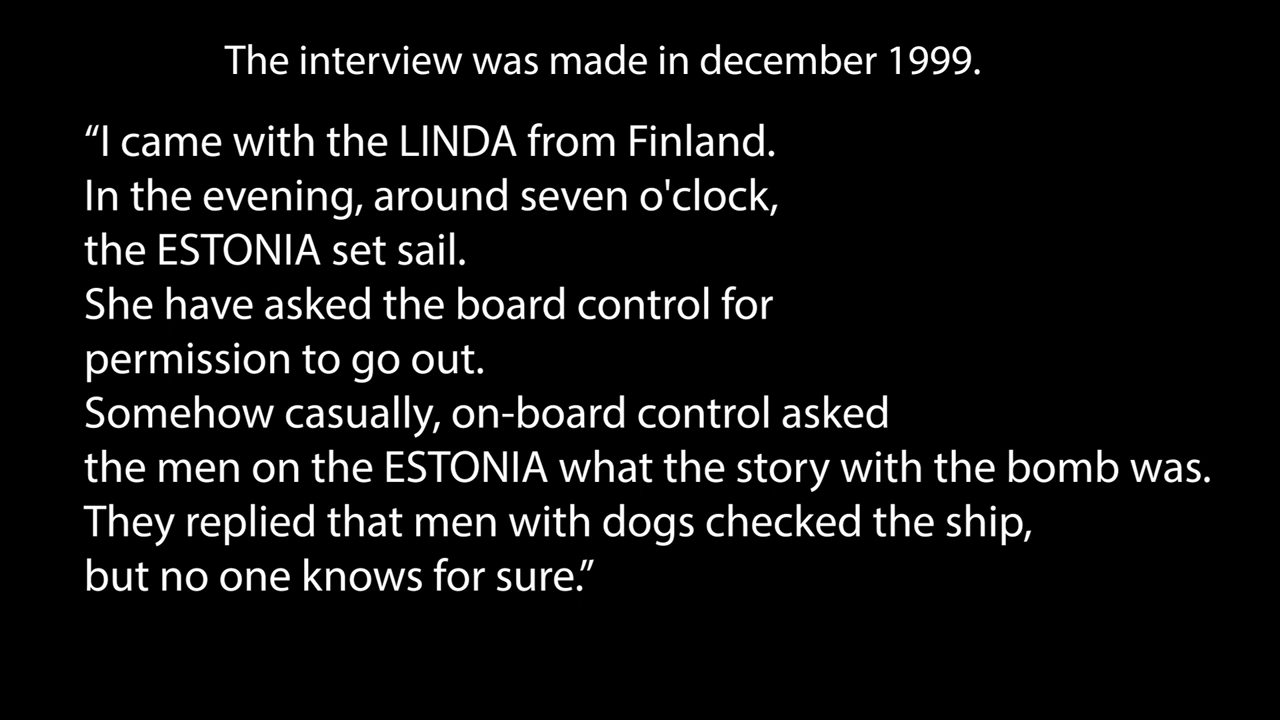 The interview was made in december 1999.
“I came with the LINDA from Finland.
In the evening, around seven o'clock,
the ESTONIA set sail.
She have asked the board control for
permission to go out.
Somehow casually, on-board control asked
the men on the ESTONIA what the story with the bomb was.
They replied that men with dogs checked the ship,
but no one knows for sure.”